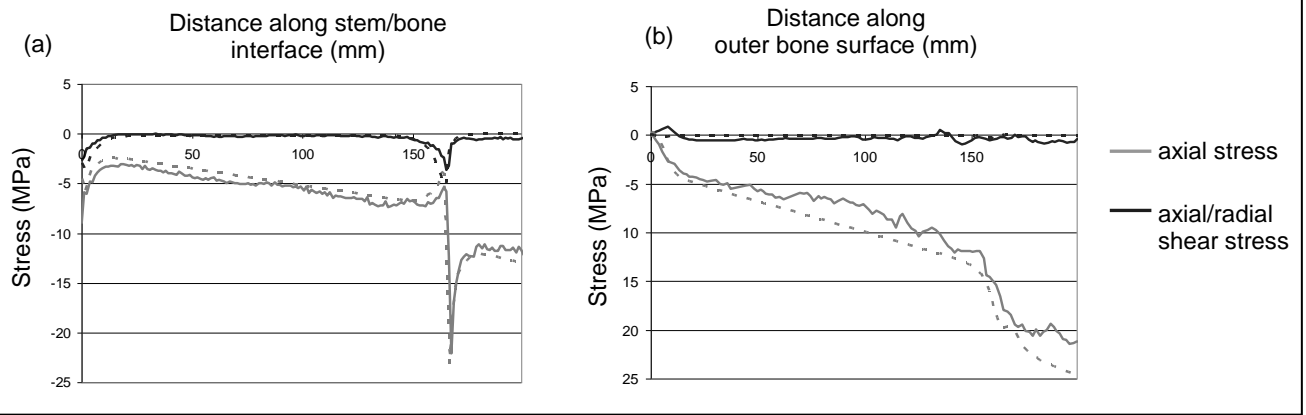 (a)
Distance along stem/bone
interface (mm)
Stress (MPa)
5
0
-5
-10
-15
-20
-25
0
50
100
150
(b)
Distance along
outer bone surface (mm)
Stress (MPa)
5
0
-5
10
15
20
25
0
50
100
150
axial stress
axial/radial
shear stress